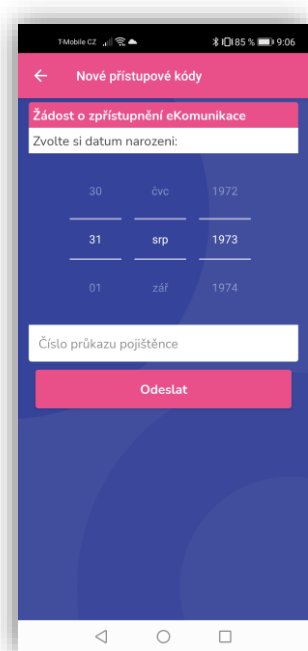 T-Mobile CZ 85 % 9:06
Nové přístupové kódy
Žádost o zpřístupnění eKomunikace
Zvolte si datum narozeni:
30 čvc 1972
31 srp 1973
01 zář 1974
Číslo průkazu pojištěnce
Odeslat